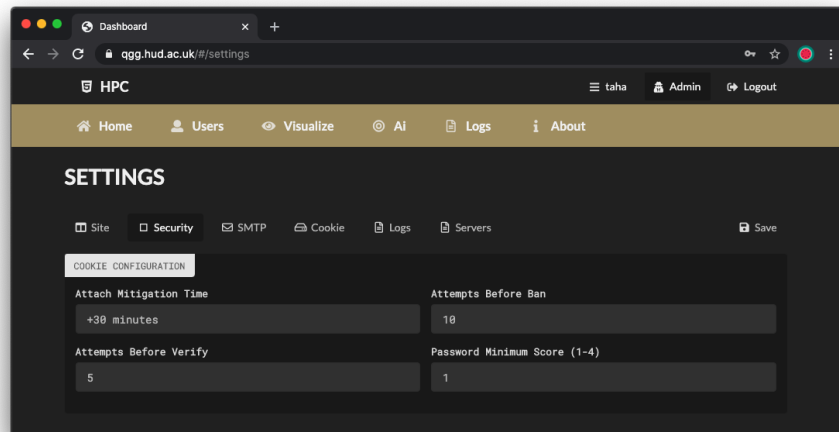 Dashboard
qgg.hud.ac.uk/#/settings
HPC
taha
Admin
Logout
Home
Users
Visualize
Ai
Logs
About
SETTINGS
Site
Security
SMTP
Cookie
Logs
Servers
Save
COOKIE CONFIGURATION
Attach Mitigation Time
Attempts Before Ban
+30 minutes
10
Attempts Before Verify
Password Minimum Score (1-4)
5
1